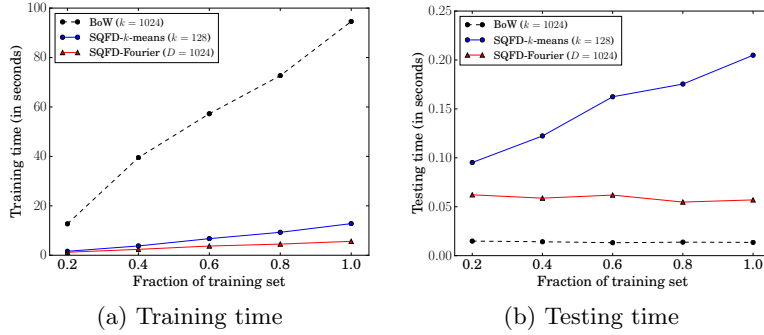 100
80
60
40
20
0
0.2 0.4 0.6 0.8 1.0
Training time (in seconds)
Fraction of training set
BoW (k = 1024)
SQFD-k-means (k = 128)
SQFD-Fourier (D = 1024)
(a) Training time
0.25
0.20
0.15
0.10
0.05
0.00
0.2 0.4 0.6 0.8 1.0
Testing time (in seconds)
Fraction of training set
BoW (k = 1024)
SQFD-k-means (k = 128)
SQFD-Fourier (D = 1024)
(b) Testing time